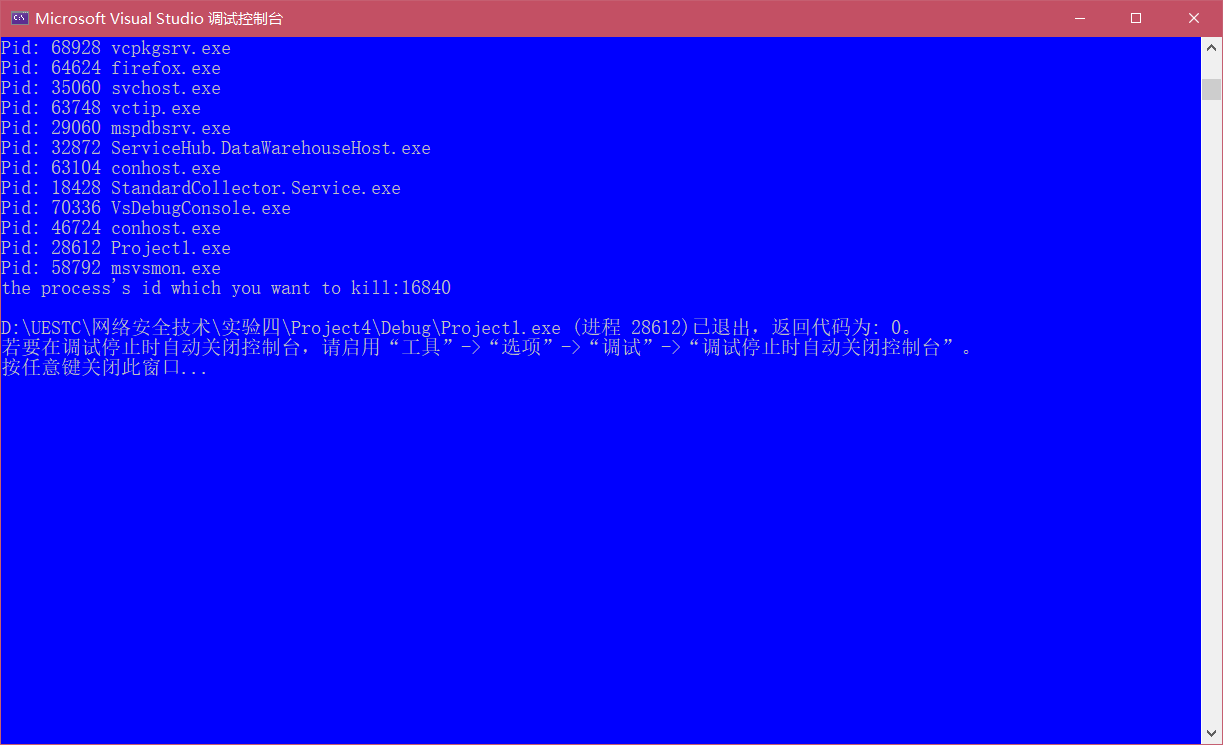 Microsoft Visual Studio 调试控制台
Pid: 68928 vcpkgsrv.exe
Pid: 64624 firefox.exe
Pid: 35060 svchost.exe
Pid: 63748 vctip.exe
Pid: 29060 mspdbsrv.exe
Pid: 32872 ServiceHub.DataWarehouseHost.exe
Pid: 63104 conhost.exe
Pid: 18428 StandardCollector.Service.exe
Pid: 70336 VsDebugConsole.exe
Pid: 46724 conhost.exe
Pid: 28612 Project1.exe
Pid: 58792 msvsmon.exe
the process's id which you want to kill:16840
D:\UESTC\网络安全技术\实验四\Project4\Debug\Project1.exe (进程 28612)已退出，返回代码为: 0。
若要在调试停止时自动关闭控制台，请启用“工具”->“选项”->“调试”->“调试停止时自动关闭控制台”。
按任意键关闭此窗口...